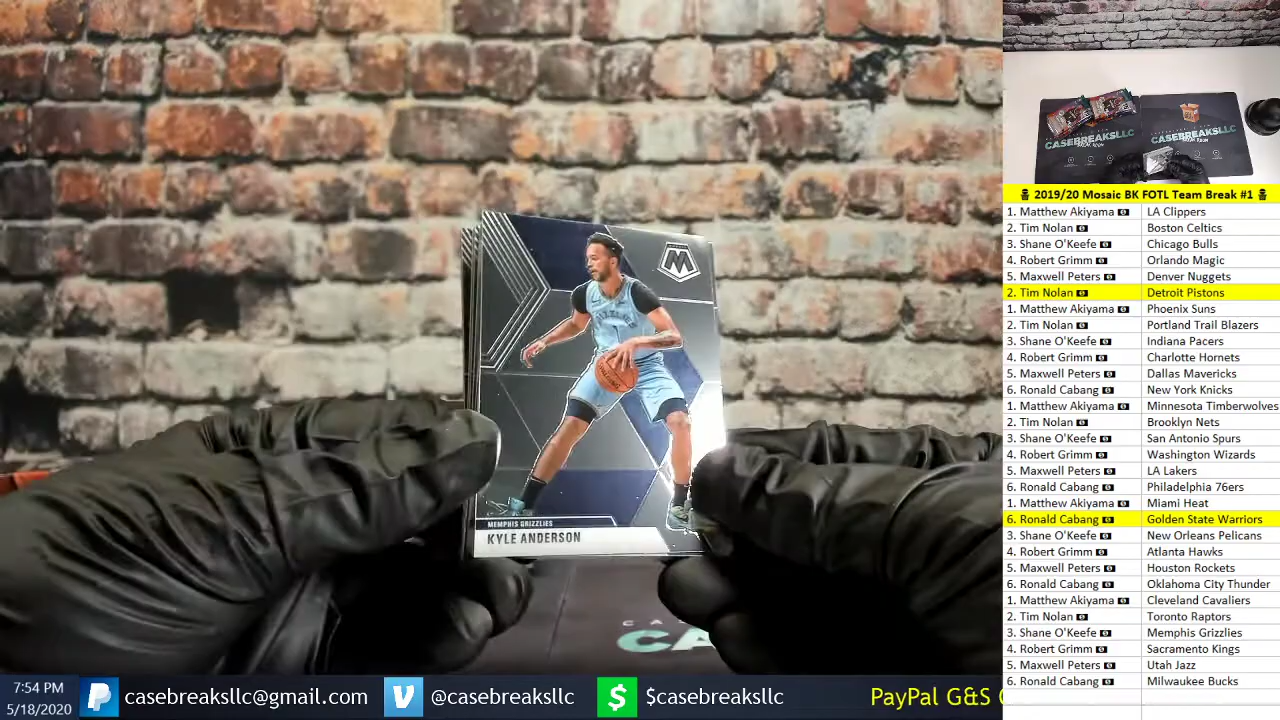 GRIZZLIES
MEMPHIS GRIZZLIES
KYLE ANDERSON
CA
CA
CASEBREAKSLLC
CASEBREAKSLLC
2019/20 Mosaic BK FOTL Team Break #1
1. Matthew Akiyama LA Clippers
2. Tim Nolan Boston Celtics
3. Shane O'Keefe Chicago Bulls
4. Robert Grimm Orlando Magic
5. Maxwell Peters Denver Nuggets
2. Tim Nolan Detroit Pistons
1. Matthew Akiyama Phoenix Suns
2. Tim Nolan Portland Trail Blazers
3. Shane O'Keefe Indiana Pacers
4. Robert Grimm Charlotte Hornets
5. Maxwell Peters Dallas Mavericks
6. Ronald Cabang New York Knicks
1. Matthew Akiyama Minnesota Timberwolves
2. Tim Nolan Brooklyn Nets
3. Shane O'Keefe San Antonio Spurs
4. Robert Grimm Washington Wizards
5. Maxwell Peters LA Lakers
6. Ronald Cabang Philadelphia 76ers
1. Matthew Akiyama Miami Heat
6. Ronald Cabang Golden State Warriors
3. Shane O'Keefe New Orleans Pelicans
4. Robert Grimm Atlanta Hawks
5. Maxwell Peters Houston Rockets
6. Ronald Cabang Oklahoma City Thunder
1. Matthew Akiyama Cleveland Cavaliers
2. Tim Nolan Toronto Raptors
3. Shane O'Keefe Memphis Grizzlies
4. Robert Grimm Sacramento Kings
5. Maxwell Peters Utah Jazz
6. Ronald Cabang Milwaukee Bucks
7:54 PM
5/18/2020
casebreaksllc@gmail.com
@casebreaksllc
$casebreaksllc
PayPal G&S